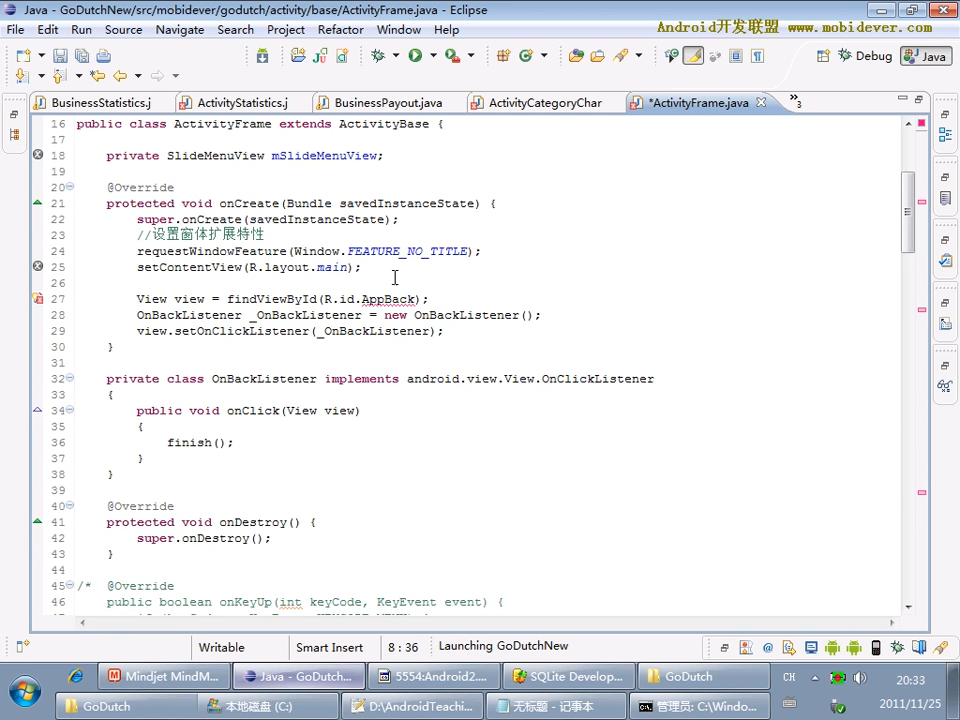 Java - GoDutchNew/src/mobidever/godutch/activity/base/ActivityFrame.java - Eclipse
File Edit Run Source Navigate Search Project Refactor Window Help
Android开发联盟 www.mobidever.com
Debug Java
BusinessStatistics.j ActivityStatistics.j BusinessPayout.java ActivityCategoryChar *ActivityFrame.java »3
16 public class ActivityFrame extends ActivityBase {
17
18 private SlideMenuView mSlideMenuView;
19
20 @Override
21 protected void onCreate(Bundle savedInstanceState) {
22 super.onCreate(savedInstanceState);
23 //设置窗体扩展特性
24 requestWindowFeature(Window.FEATURE_NO_TITLE);
25 setContentView(R.layout.main);
26
27 View view = findViewById(R.id.AppBack);
28 OnBackListener _OnBackListener = new OnBackListener();
29 view.setOnClickListener(_OnBackListener);
30 }
31
32 private class OnBackListener implements android.view.View.OnClickListener
33 {
34 public void onClick(View view)
35 {
36 finish();
37 }
38 }
39
40 @Override
41 protected void onDestroy() {
42 super.onDestroy();
43 }
44
45 /* @Override
46 public boolean onKeyUp(int keyCode, KeyEvent event) {
Writable Smart Insert 8 : 36 Launching GoDutchNew
Mindjet MindM... Java - GoDutch... 5554:Android2.... SQLite Develop... GoDutch CH 20:33
GoDutch 本地磁盘 (C:) D:\AndroidTeachi... 无标题 - 记事本 管理员: C:\Windo... 2011/11/25